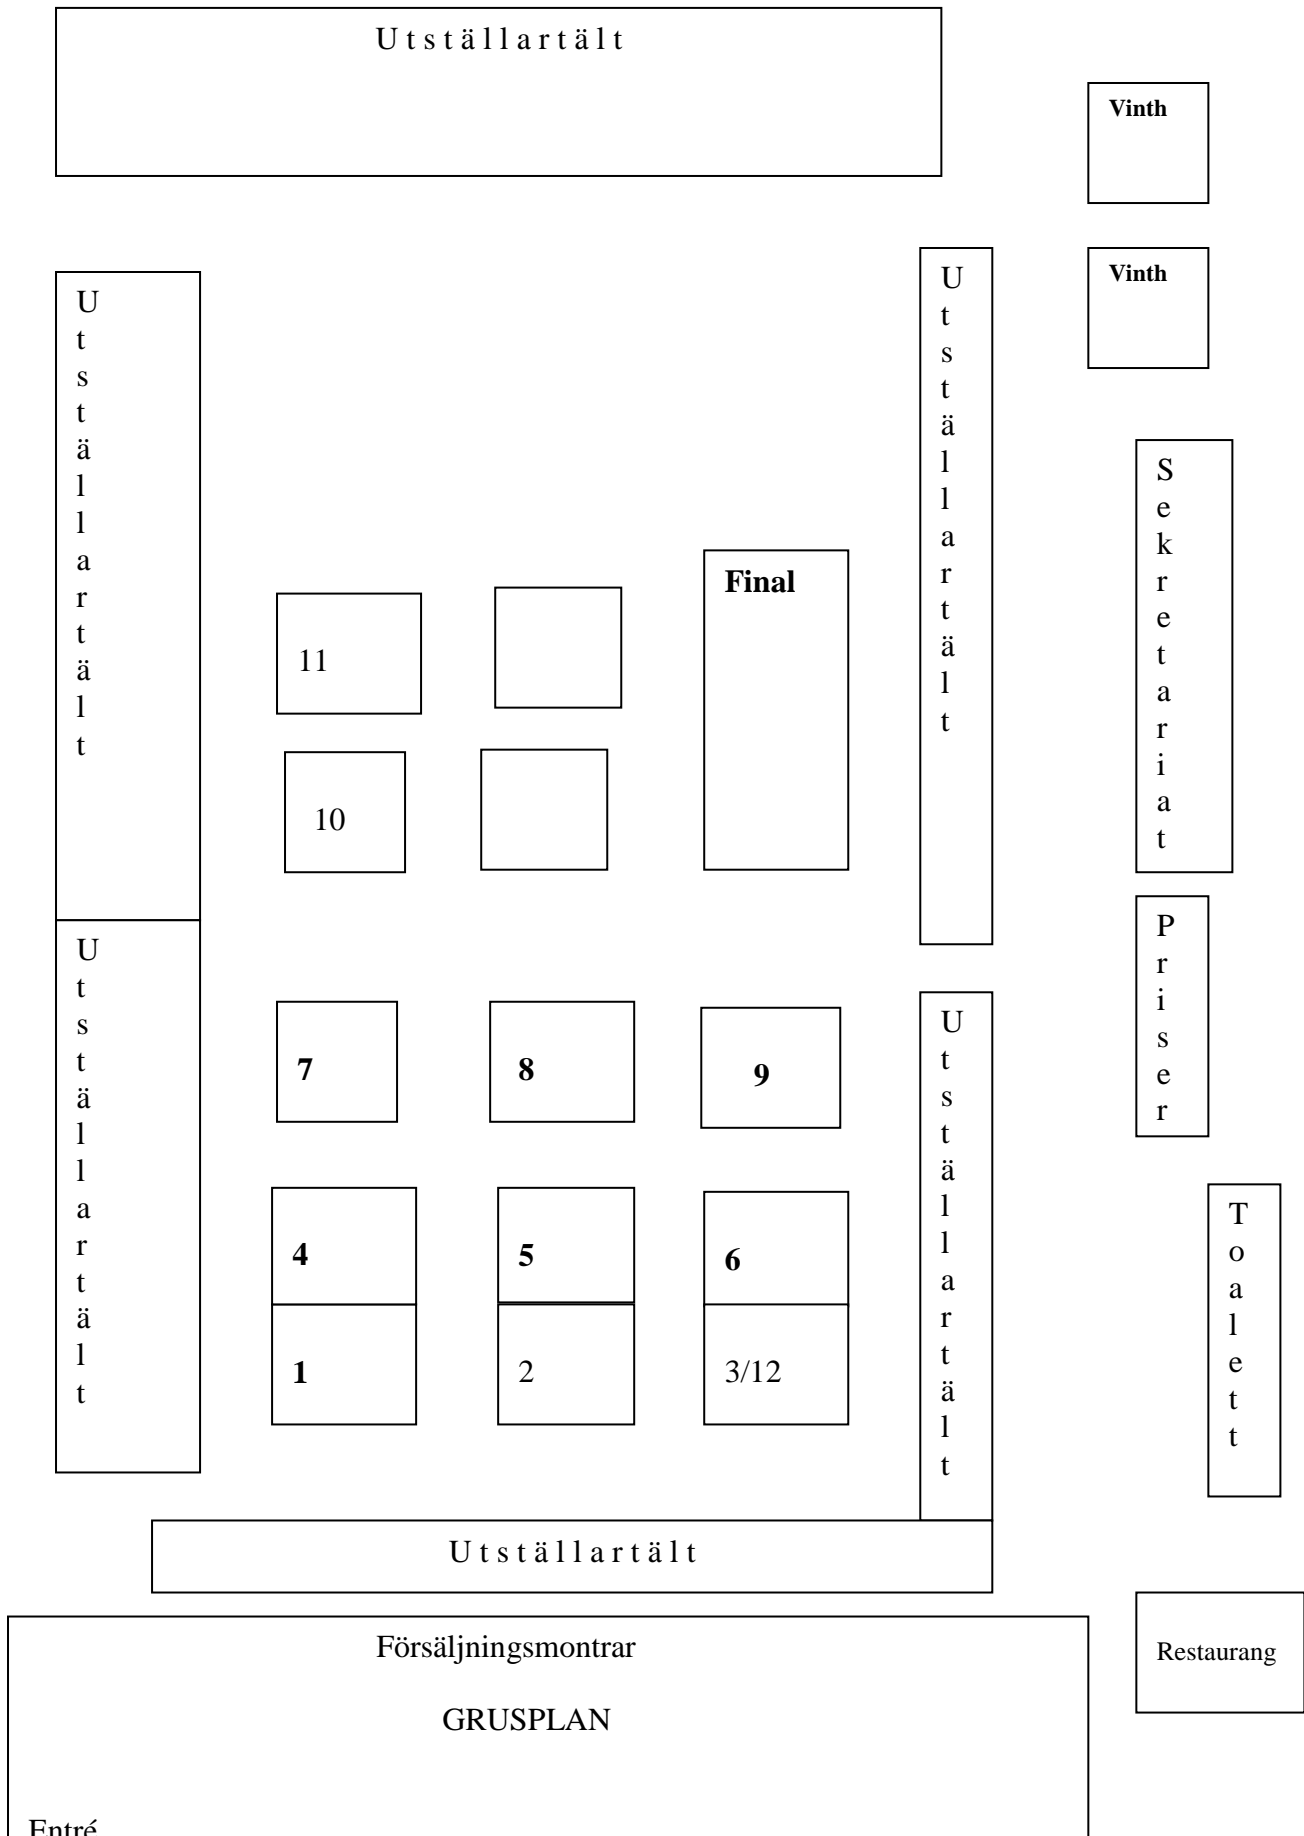 Utställartält
Vinth
Vinth
Utställartält
Utställartält
Sekretariat
Final
11
10
Priser
Utställartält
Utställartält
7
8
9
4
5
6
1
2
3/12
Toalett
Utställartält
Försäljningsmontrar
Restaurang
GRUSPLAN
Entré